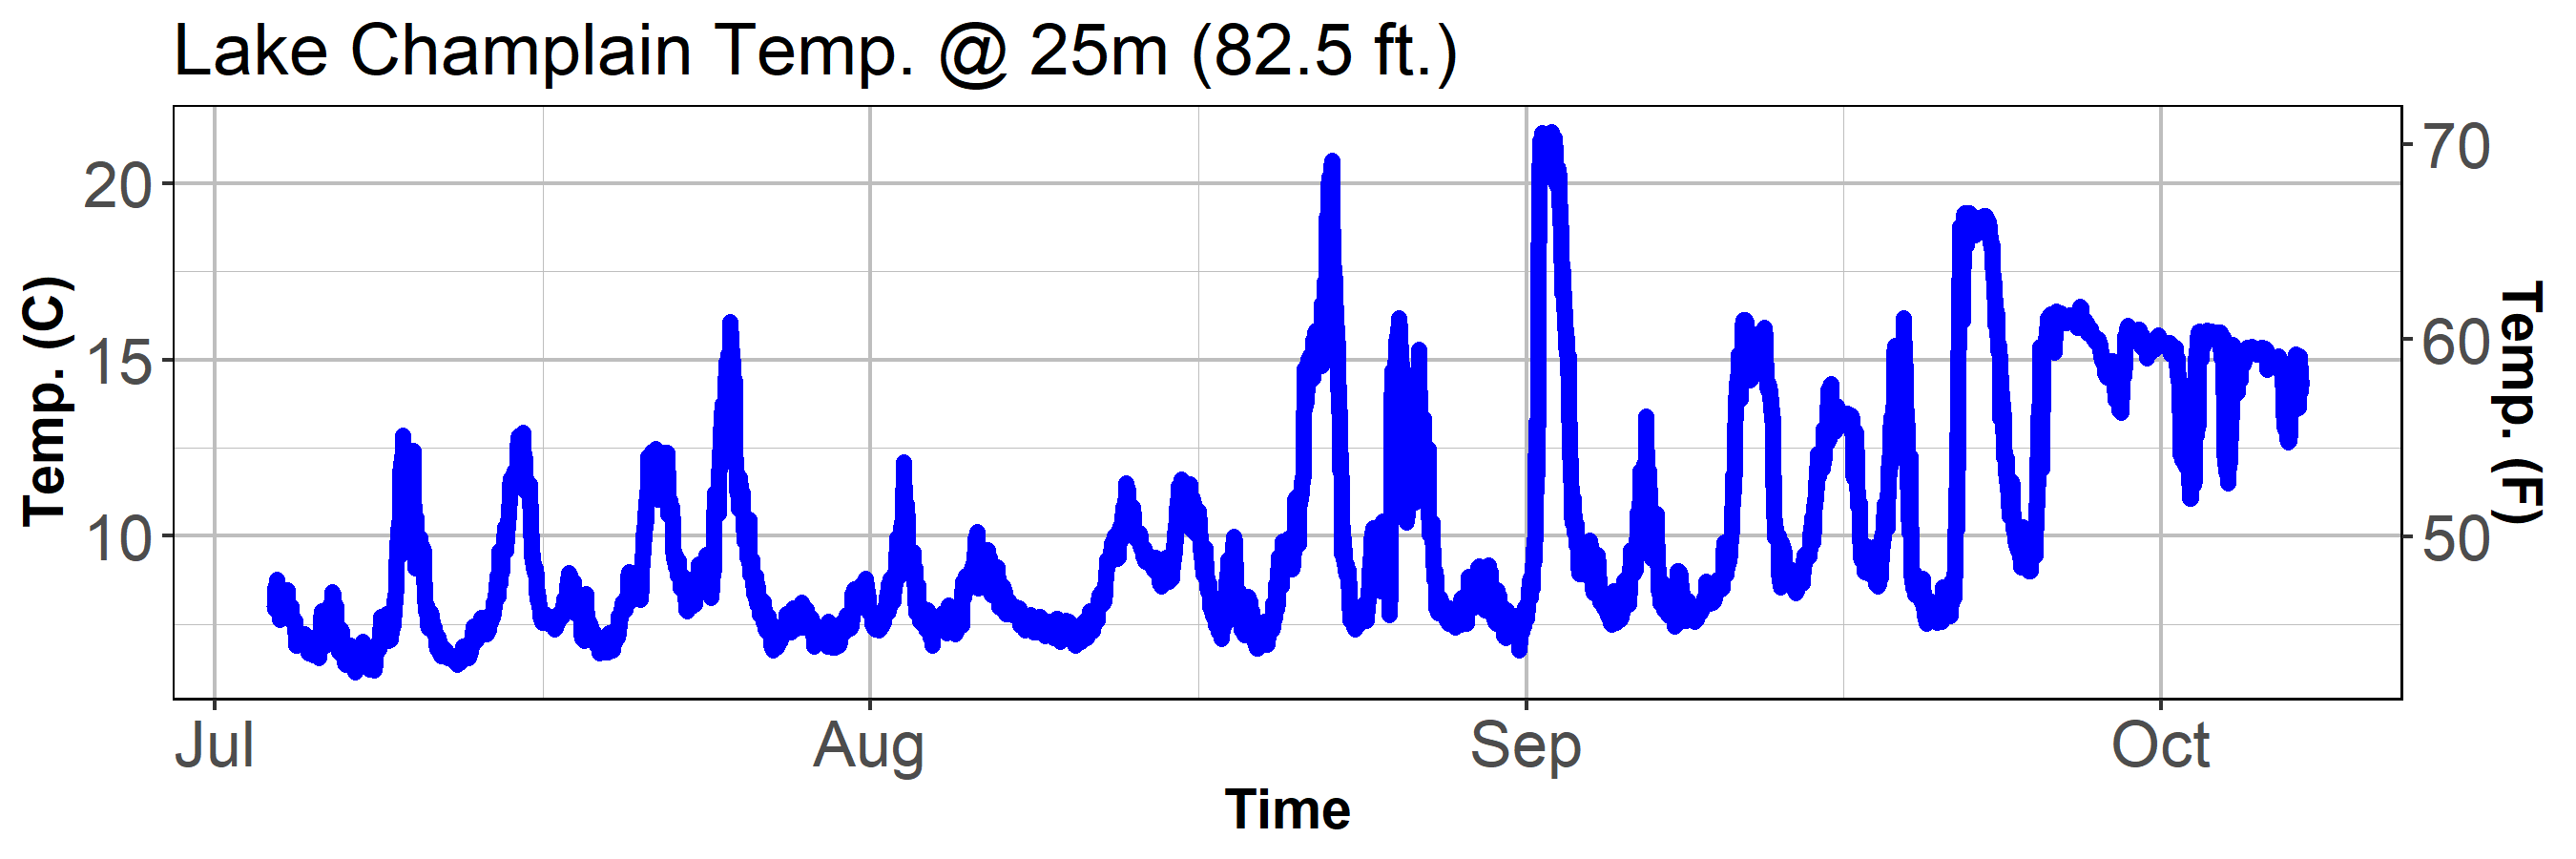 Lake Champlain Temp. @ 25m (82.5 ft.)
Temp. (C)
20
15
10
70
60
50
Temp. (F)
Jul Aug Sep Oct
Time